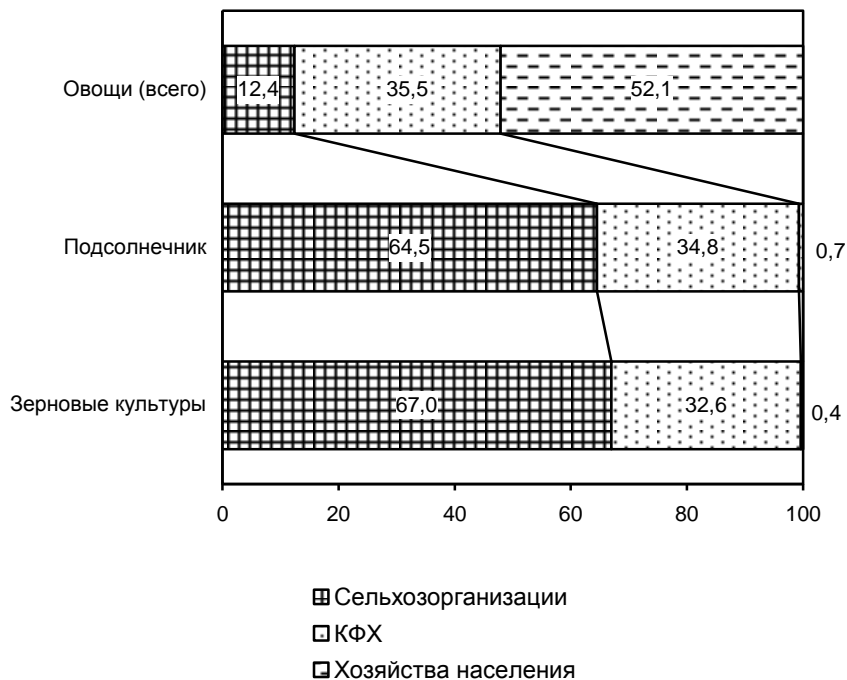 Овощи (всего) 12,4 35,5 52,1
Подсолнечник 64,5 34,8 0,7
Зерновые культуры 67,0 32,6 0,4
0 20 40 60 80 100
Сельхозорганизации
КФХ
Хозяйства населения